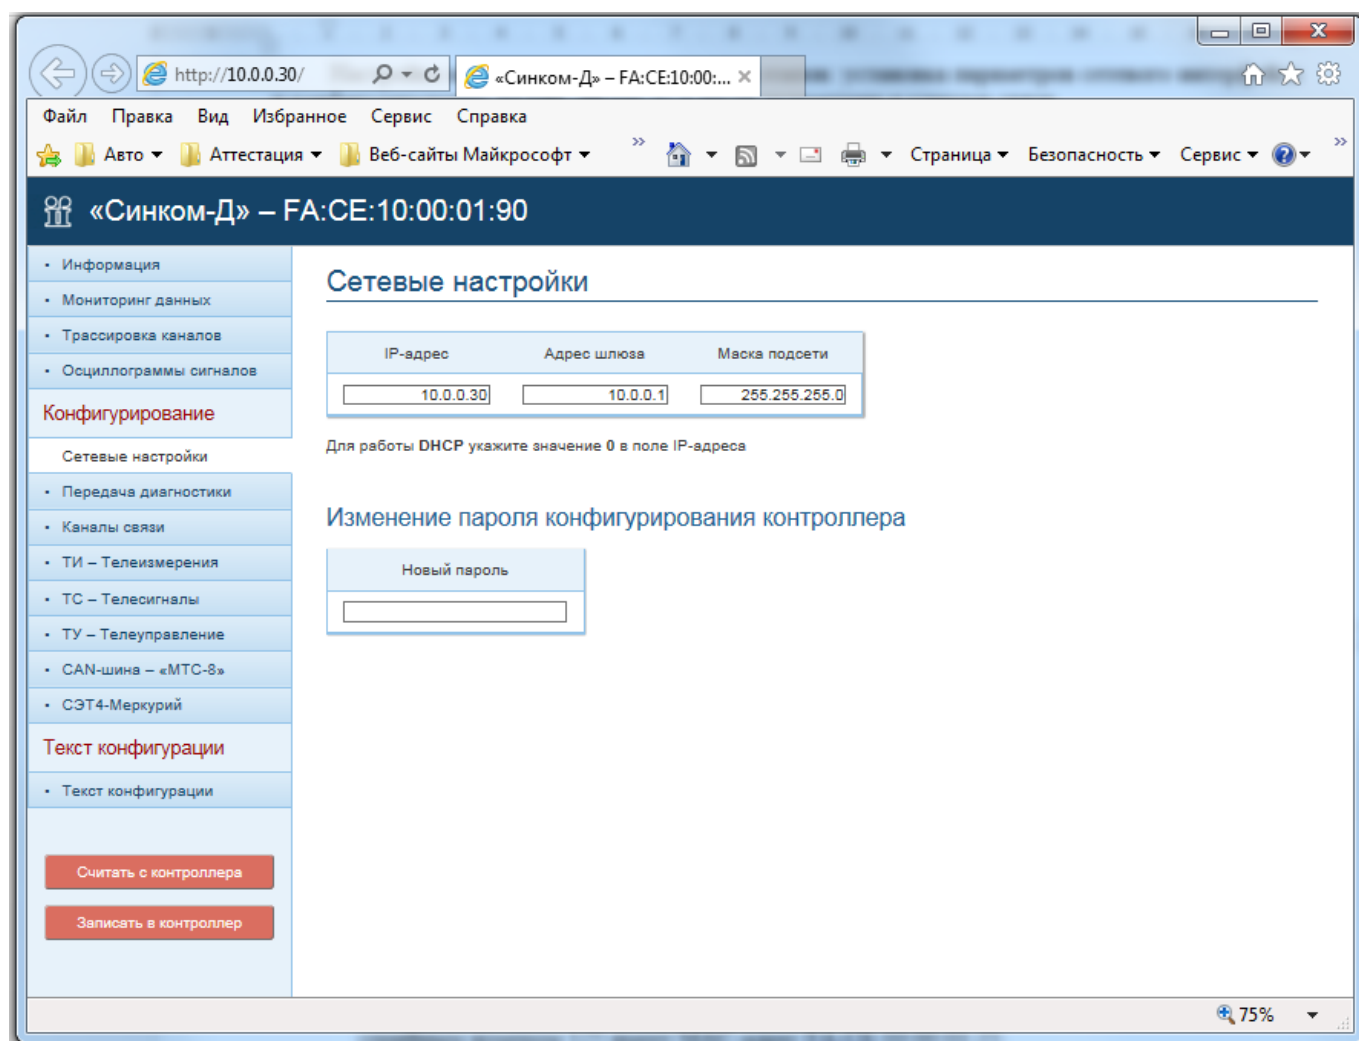 http://10.0.0.30/
«Синком-Д» – FA:CE:10:00:...
Файл Правка Вид Избранное Сервис Справка
Авто Аттестация Веб-сайты Майкрософт Страница Безопасность Сервис
«Синком-Д» – FA:CE:10:00:01:90
Информация
Мониторинг данных
Трассировка каналов
Осциллограммы сигналов
Конфигурирование
Сетевые настройки
Передача диагностики
Каналы связи
ТИ – Телеизмерения
ТС – Телесигналы
ТУ – Телеуправление
CAN-шина – «МТС-8»
СЭТ4-Меркурий
Текст конфигурации
Текст конфигурации
Считать с контроллера
Записать в контроллер
Сетевые настройки
IP-адрес Адрес шлюза Маска подсети
10.0.0.30 10.0.0.1 255.255.255.0
Для работы DHCP укажите значение 0 в поле IP-адреса
Изменение пароля конфигурирования контроллера
Новый пароль
75%